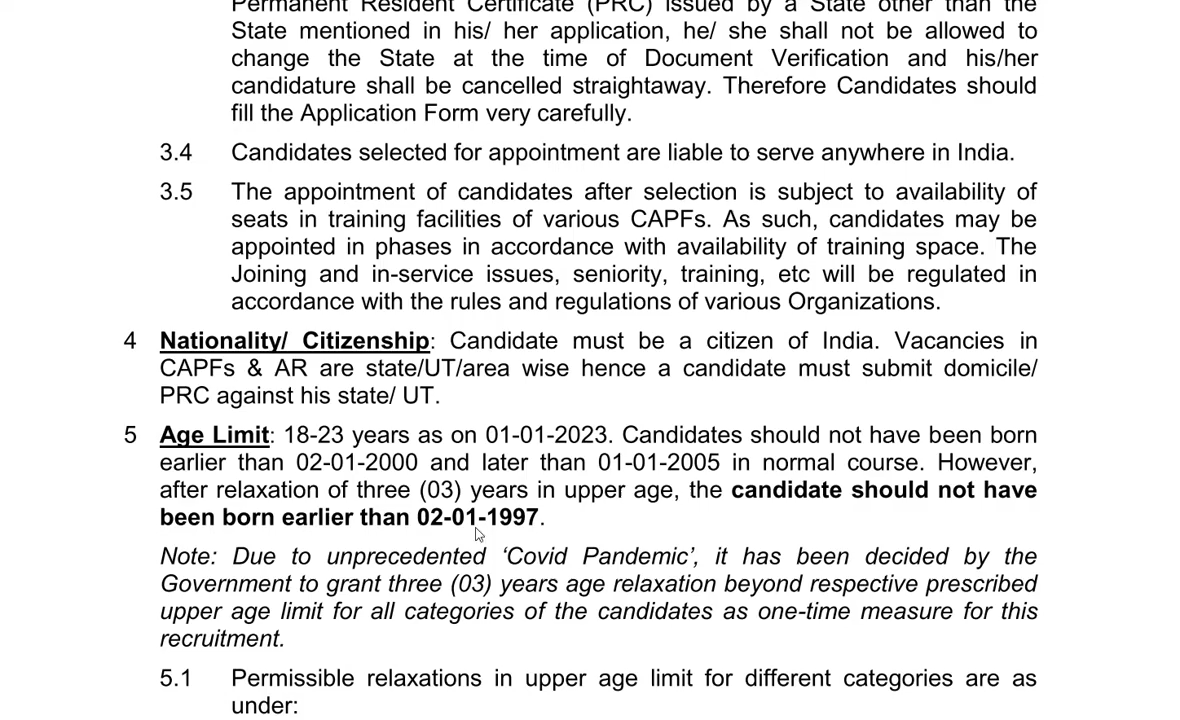 Permanent Resident Certificate (PRC) issued by a State other than the
State mentioned in his/ her application, he/ she shall not be allowed to
change the State at the time of Document Verification and his/her
candidature shall be cancelled straightaway. Therefore Candidates should
fill the Application Form very carefully.
3.4 Candidates selected for appointment are liable to serve anywhere in India.
3.5 The appointment of candidates after selection is subject to availability of
seats in training facilities of various CAPFs. As such, candidates may be
appointed in phases in accordance with availability of training space. The
Joining and in-service issues, seniority, training, etc will be regulated in
accordance with the rules and regulations of various Organizations.
4 Nationality/ Citizenship: Candidate must be a citizen of India. Vacancies in
CAPFs & AR are state/UT/area wise hence a candidate must submit domicile/
PRC against his state/ UT.
5 Age Limit: 18-23 years as on 01-01-2023. Candidates should not have been born
earlier than 02-01-2000 and later than 01-01-2005 in normal course. However,
after relaxation of three (03) years in upper age, the candidate should not have
been born earlier than 02-01-1997.
Note: Due to unprecedented ‘Covid Pandemic’, it has been decided by the
Government to grant three (03) years age relaxation beyond respective prescribed
upper age limit for all categories of the candidates as one-time measure for this
recruitment.
5.1 Permissible relaxations in upper age limit for different categories are as
under: